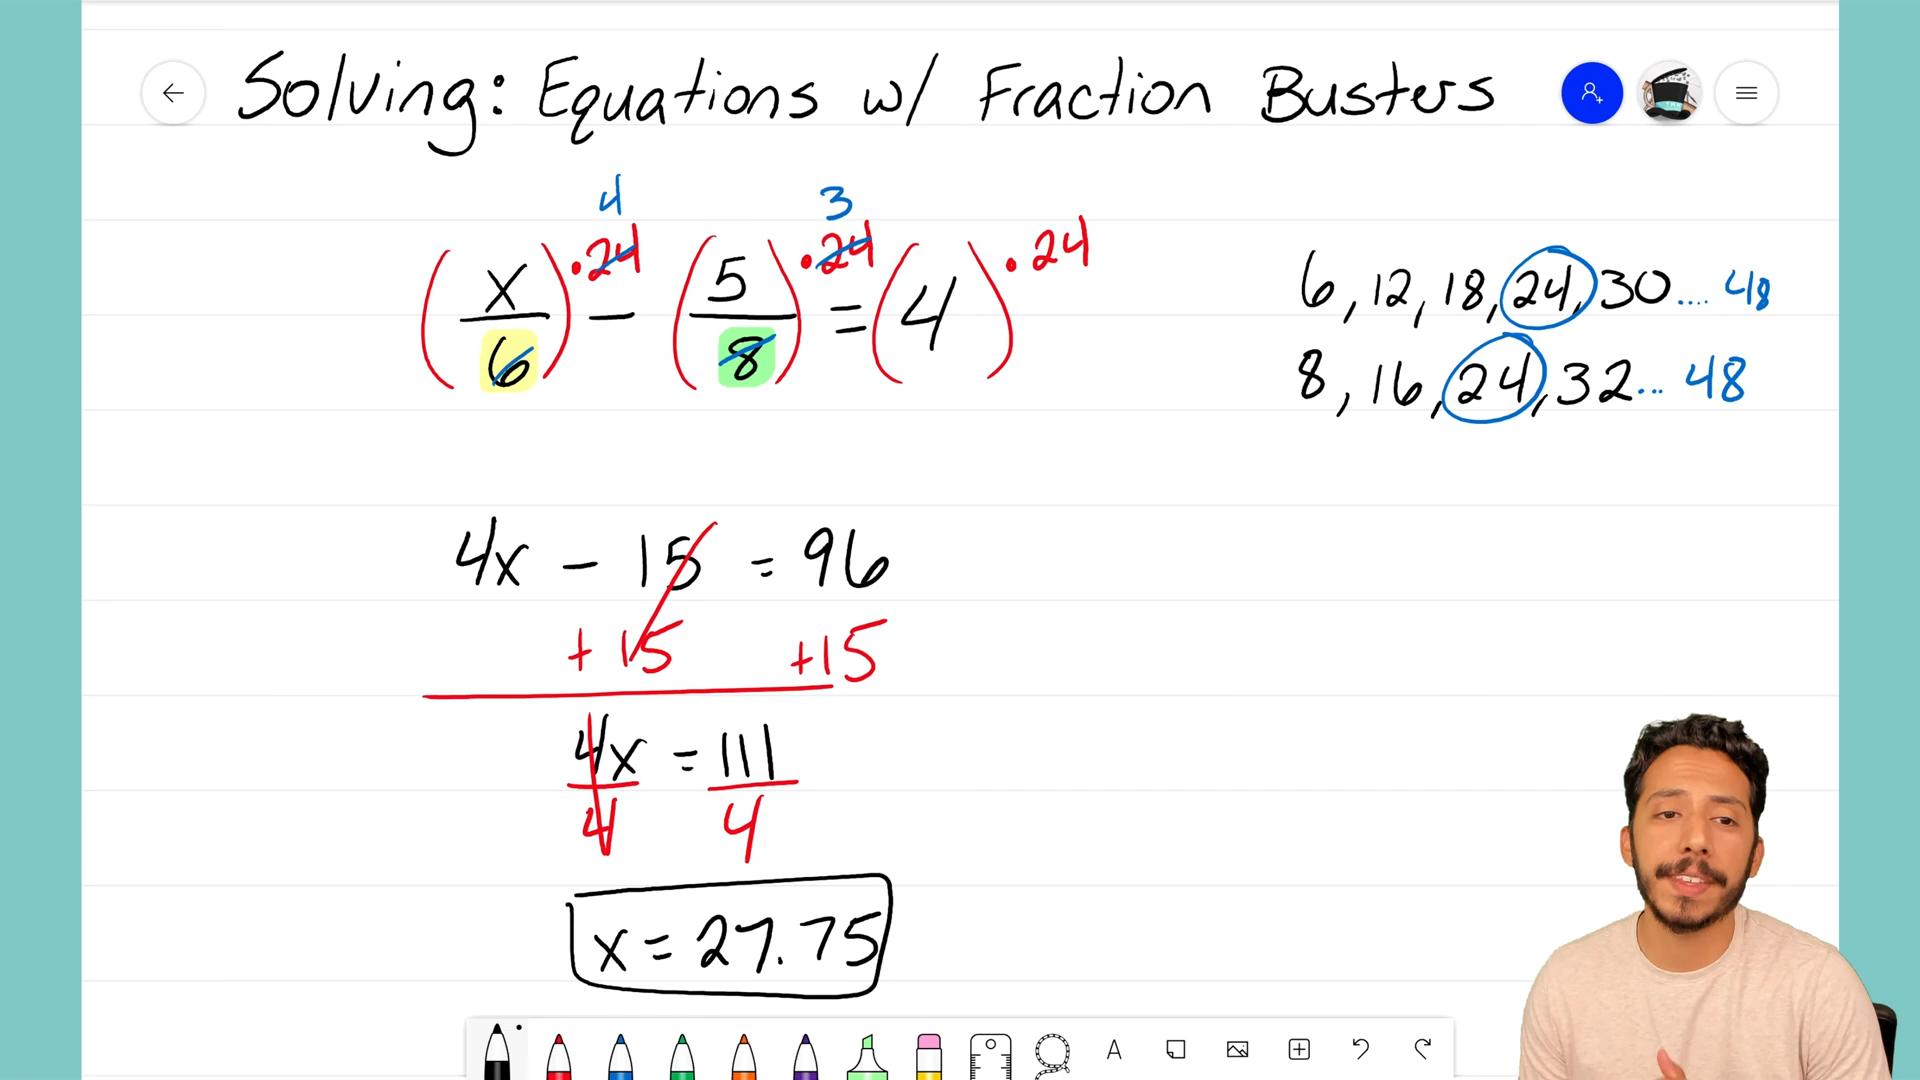 Solving: Equations w/ Fraction Busters
4 3
(x/6) · 24 − (5/8) · 24 = (4) · 24
6, 12, 18, 24, 30 .... 48
8, 16, 24, 32 ... 48
4x − 15 = 96
+ 15 +15
4x = 111
4 4
x = 27.75
A